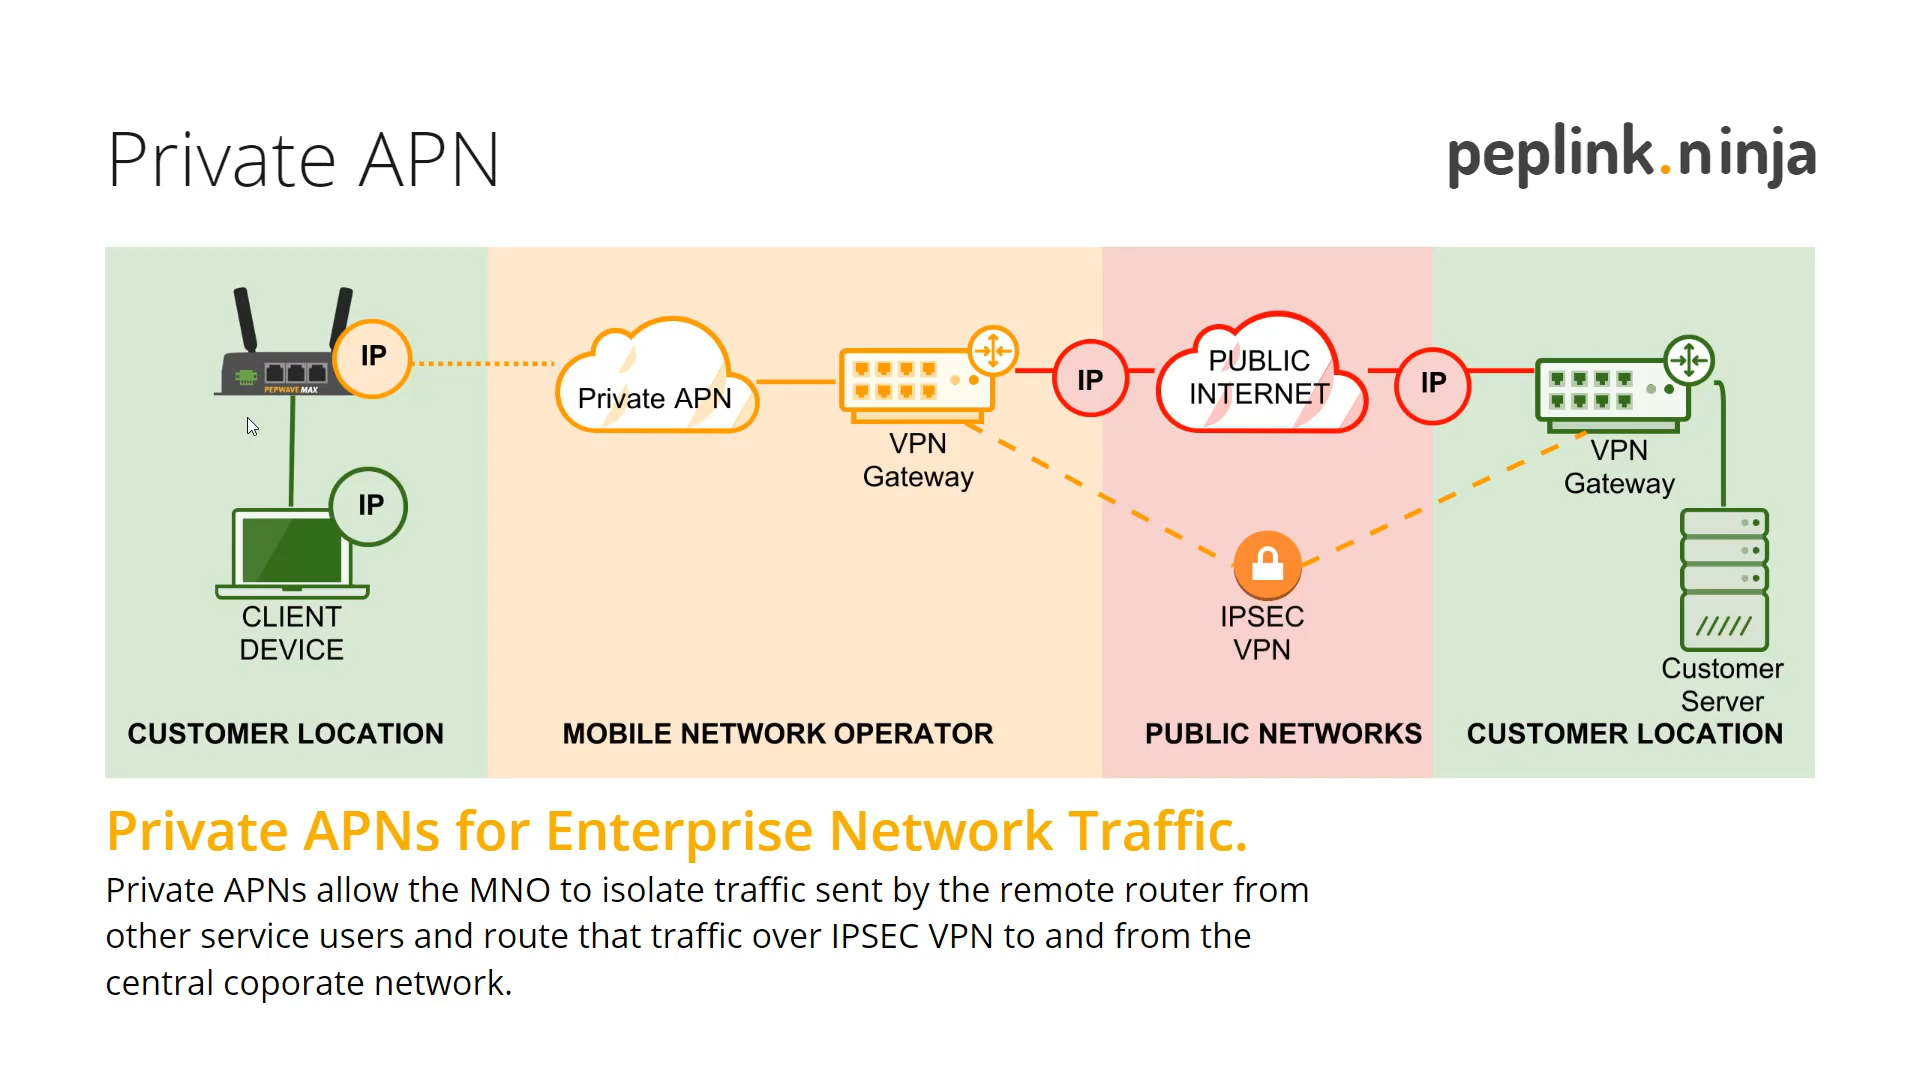 Private APN
peplink.ninja
IP
PEPWAVE MAX
IP
CLIENT
DEVICE
CUSTOMER LOCATION
Private APN
VPN
Gateway
MOBILE NETWORK OPERATOR
IP
PUBLIC
INTERNET
IPSEC
VPN
PUBLIC NETWORKS
IP
VPN
Gateway
Customer
Server
CUSTOMER LOCATION
Private APNs for Enterprise Network Traffic.
Private APNs allow the MNO to isolate traffic sent by the remote router from
other service users and route that traffic over IPSEC VPN to and from the
central coporate network.